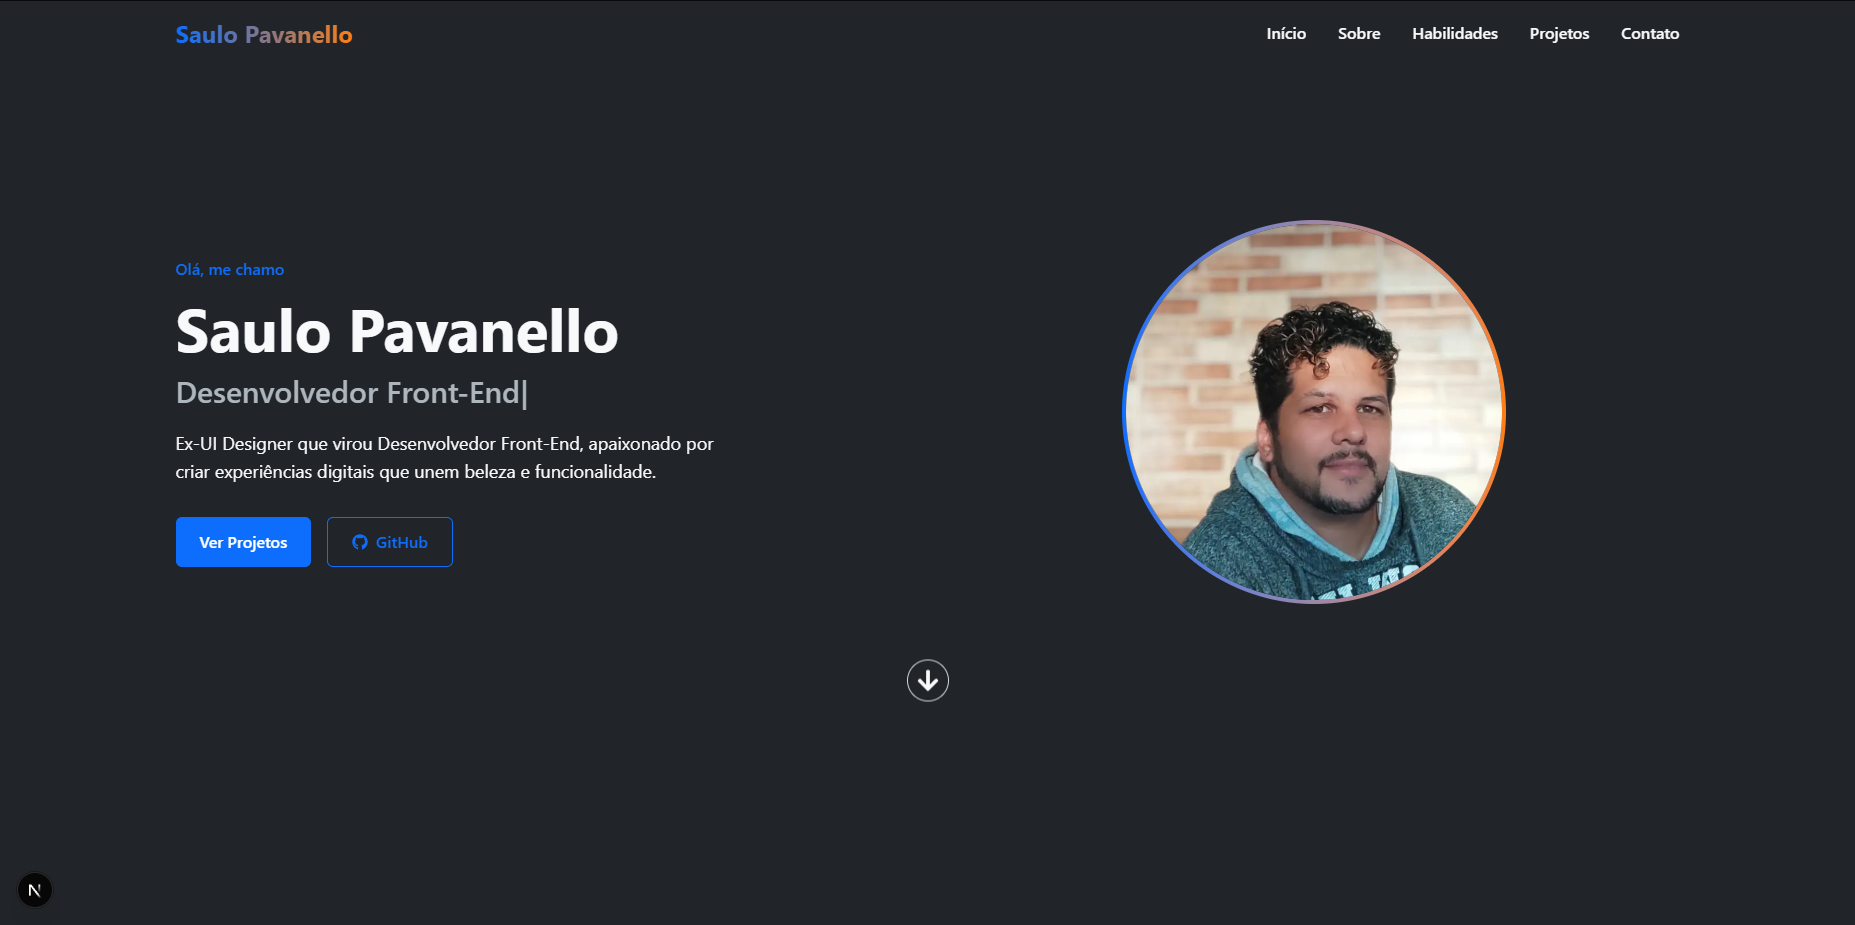 Saulo Pavanello
Início Sobre Habilidades Projetos Contato
Olá, me chamo
Saulo Pavanello
Desenvolvedor Front-End|
Ex-UI Designer que virou Desenvolvedor Front-End, apaixonado por
criar experiências digitais que unem beleza e funcionalidade.
Ver Projetos
GitHub
N